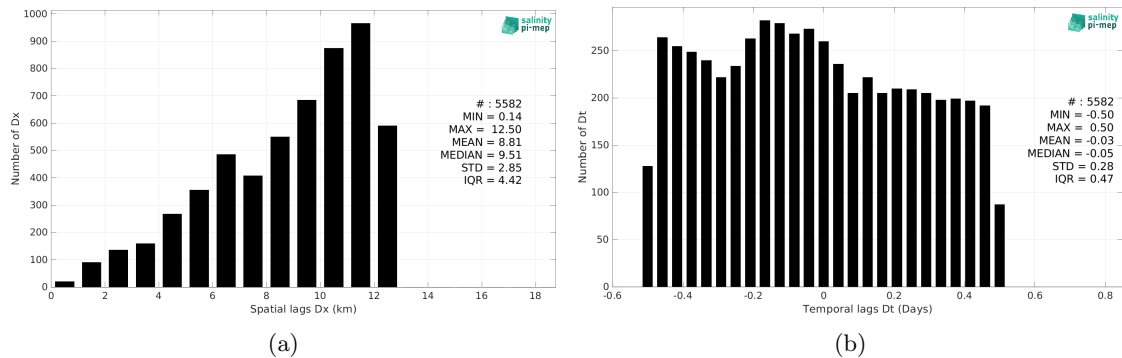 1000
900
800
700
600
500
400
300
200
100
0
Number of Dx
0 2 4 6 8 10 12 14 16 18
Spatial lags Dx (km)
salinity
pi-mep
# : 5582
MIN = 0.14
MAX = 12.50
MEAN = 8.81
MEDIAN = 9.51
STD = 2.85
IQR = 4.42
(a)
250
200
150
100
50
0
Number of Dt
-0.6 -0.4 -0.2 0 0.2 0.4 0.6 0.8
Temporal lags Dt (Days)
salinity
pi-mep
# : 5582
MIN = -0.50
MAX = 0.50
MEAN = -0.03
MEDIAN = -0.05
STD = 0.28
IQR = 0.47
(b)